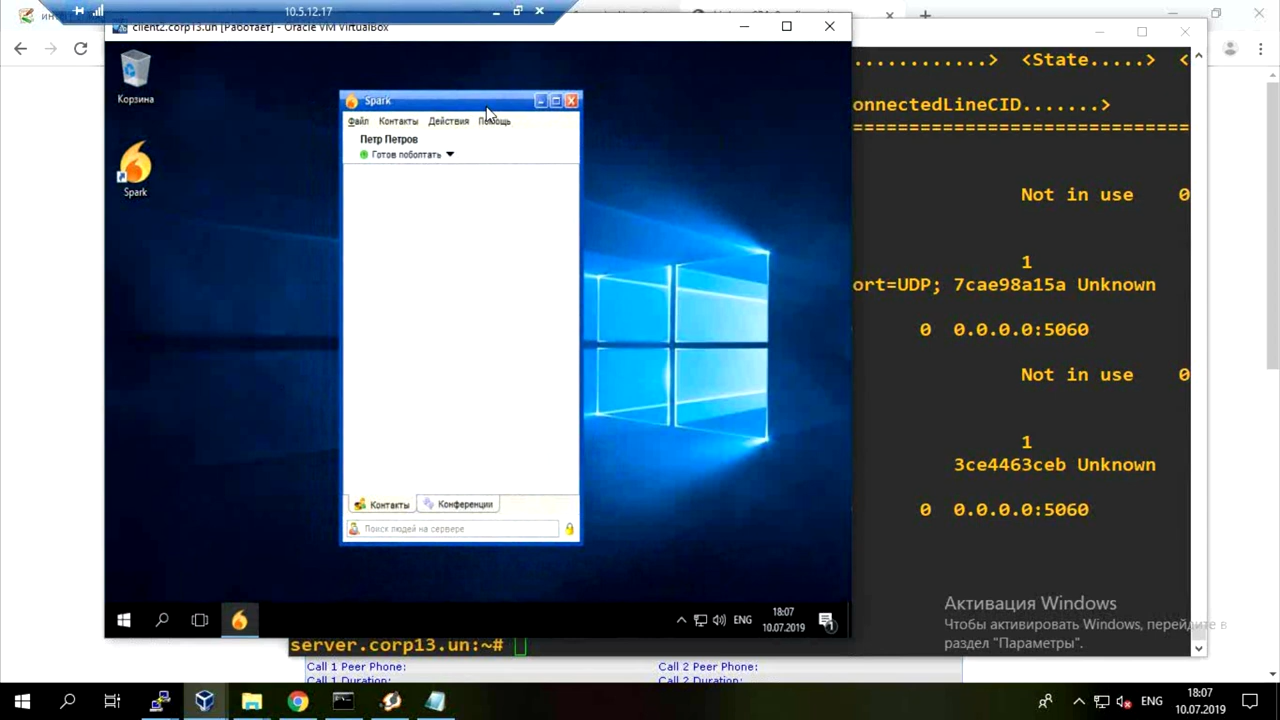 10.5.12.17
client2.corp13.un [Работает] - Oracle VM VirtualBox
Корзина
Spark
Spark
Файл Контакты Действия Помощь
Петр Петров
Готов поболтать
Контакты
Конференции
Поиск людей на сервере
ENG
18:07
10.07.2019
............> <State.....> <
onnectedLineCID.......>
==============================
Not in use 0
1
ort=UDP; 7cae98a15a Unknown
0 0.0.0.0:5060
Not in use 0
1
3ce4463ceb Unknown
0 0.0.0.0:5060
Активация Windows
Чтобы активировать Windows, перейдите в
раздел "Параметры".
server.corp13.un:~#
Call 1 Peer Phone:
Call 2 Peer Phone:
Call 1 Duration:
Call 2 Duration:
ENG
18:07
10.07.2019